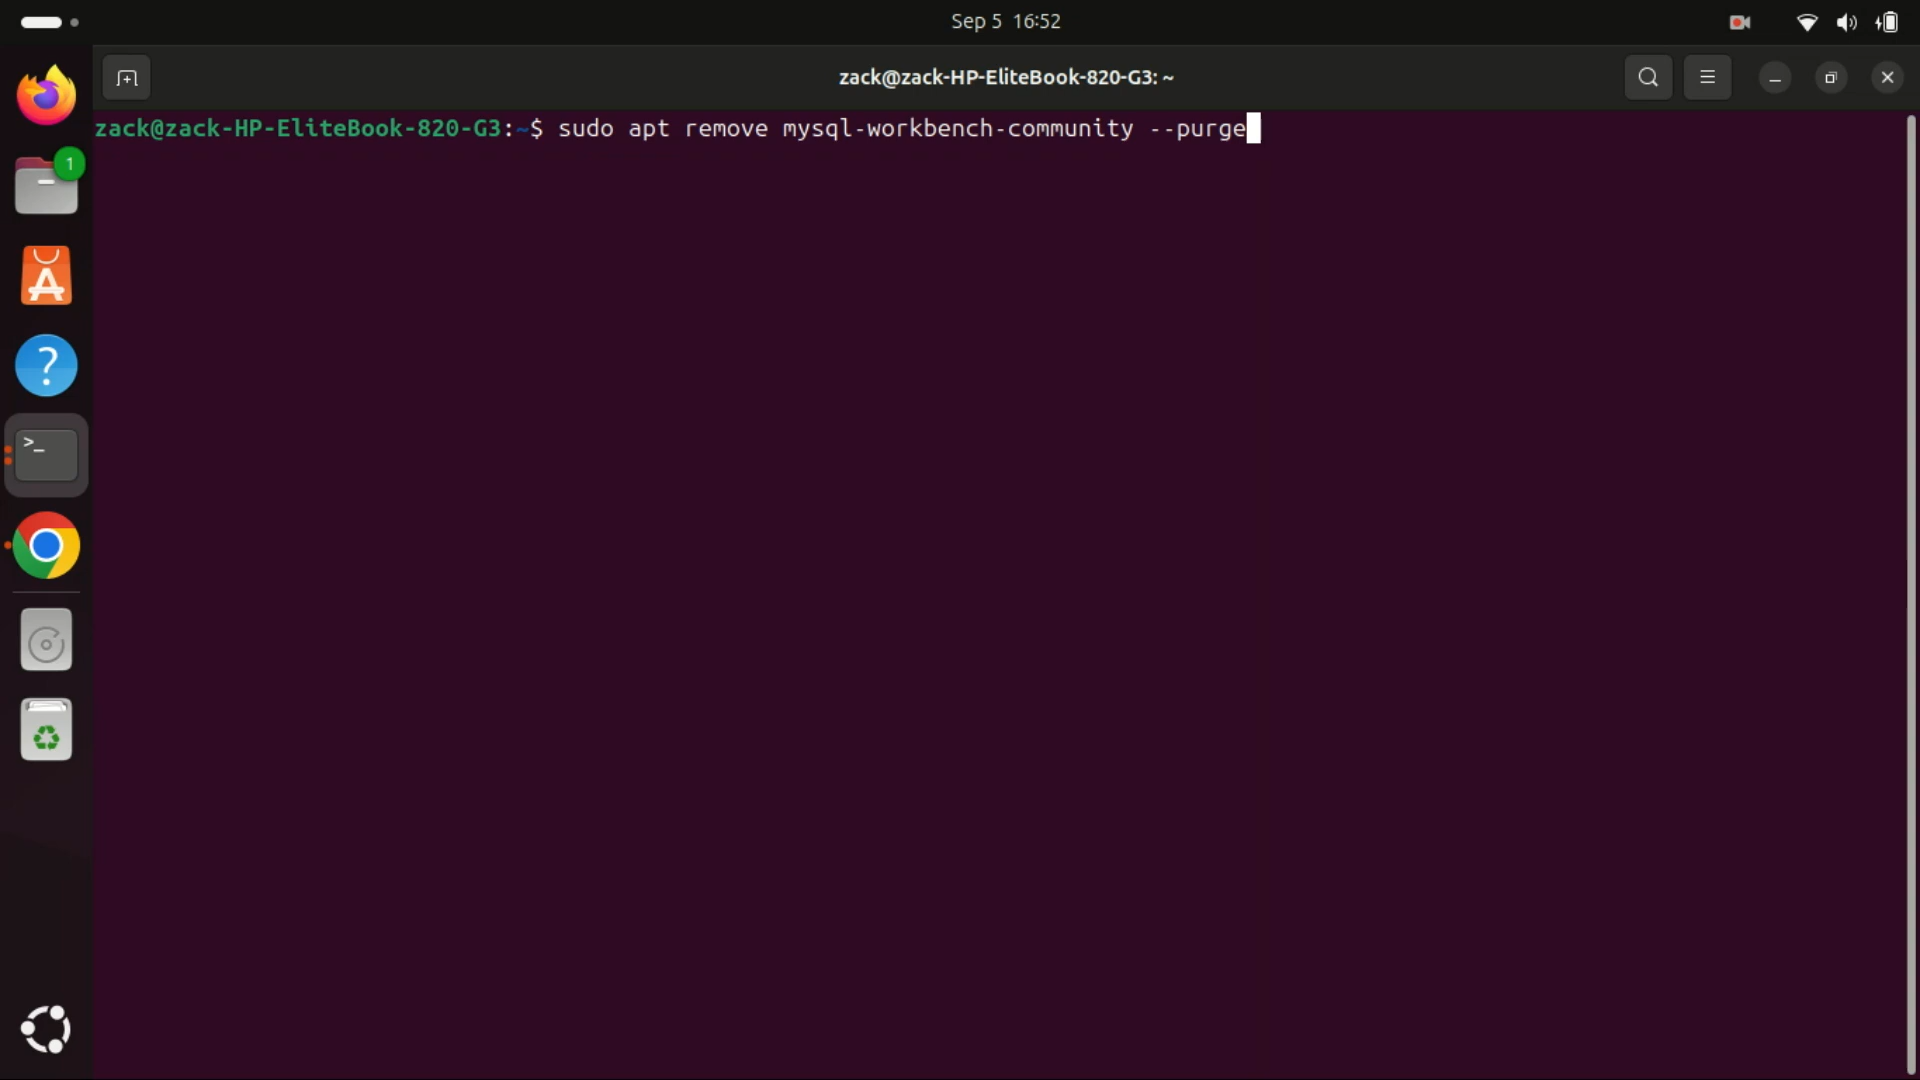 Sep 5 16:52
zack@zack-HP-EliteBook-820-G3: ~
zack@zack-HP-EliteBook-820-G3:~$ sudo apt remove mysql-workbench-community --purge
1
?
>_